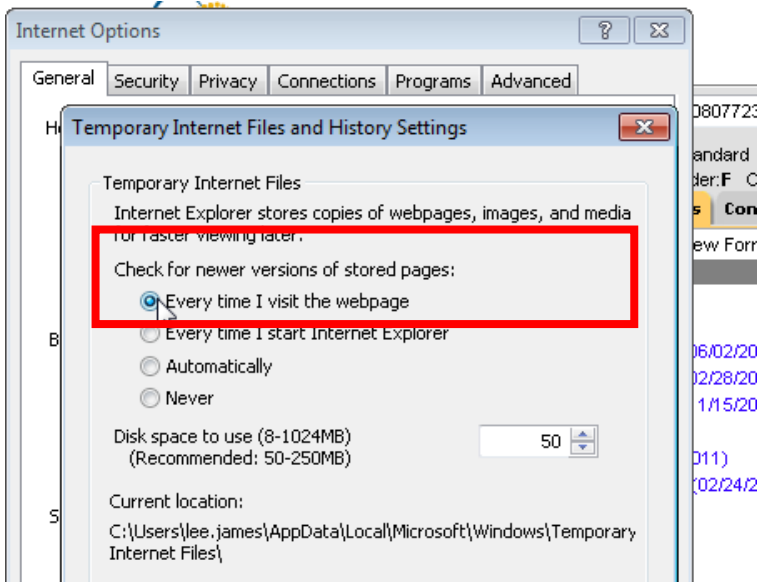 Internet Options
General Security Privacy Connections Programs Advanced
Temporary Internet Files and History Settings
Temporary Internet Files
Internet Explorer stores copies of webpages, images, and media
for faster viewing later.
Check for newer versions of stored pages:
Every time I visit the webpage
Every time I start Internet Explorer
Automatically
Never
Disk space to use (8-1024MB)
50
(Recommended: 50-250MB)
Current location:
C:\Users\lee.james\AppData\Local\Microsoft\Windows\Temporary
Internet Files\
0807723
andard
der:F C
s Con
ew Forr
06/02/20
02/28/20
1/15/20
011)
(02/24/2